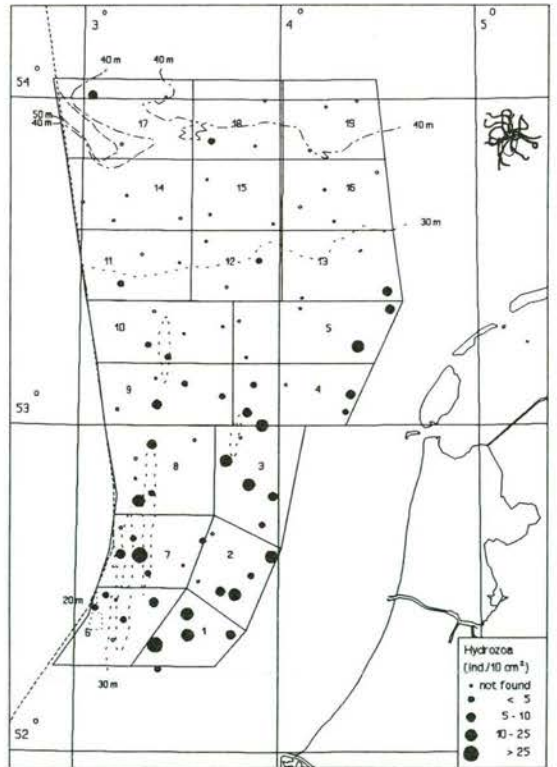 3° 4° 5°
40 m 40 m
54°
50 m
40 m
17 18 19 40 m
14 15 16
30 m
11 12 13
10 5
9 4
53°
8 3
7 2
20 m
6 1
30 m
52°
Hydrozoa
(ind./10 cm²)
not found
< 5
5 - 10
10 - 25
> 25